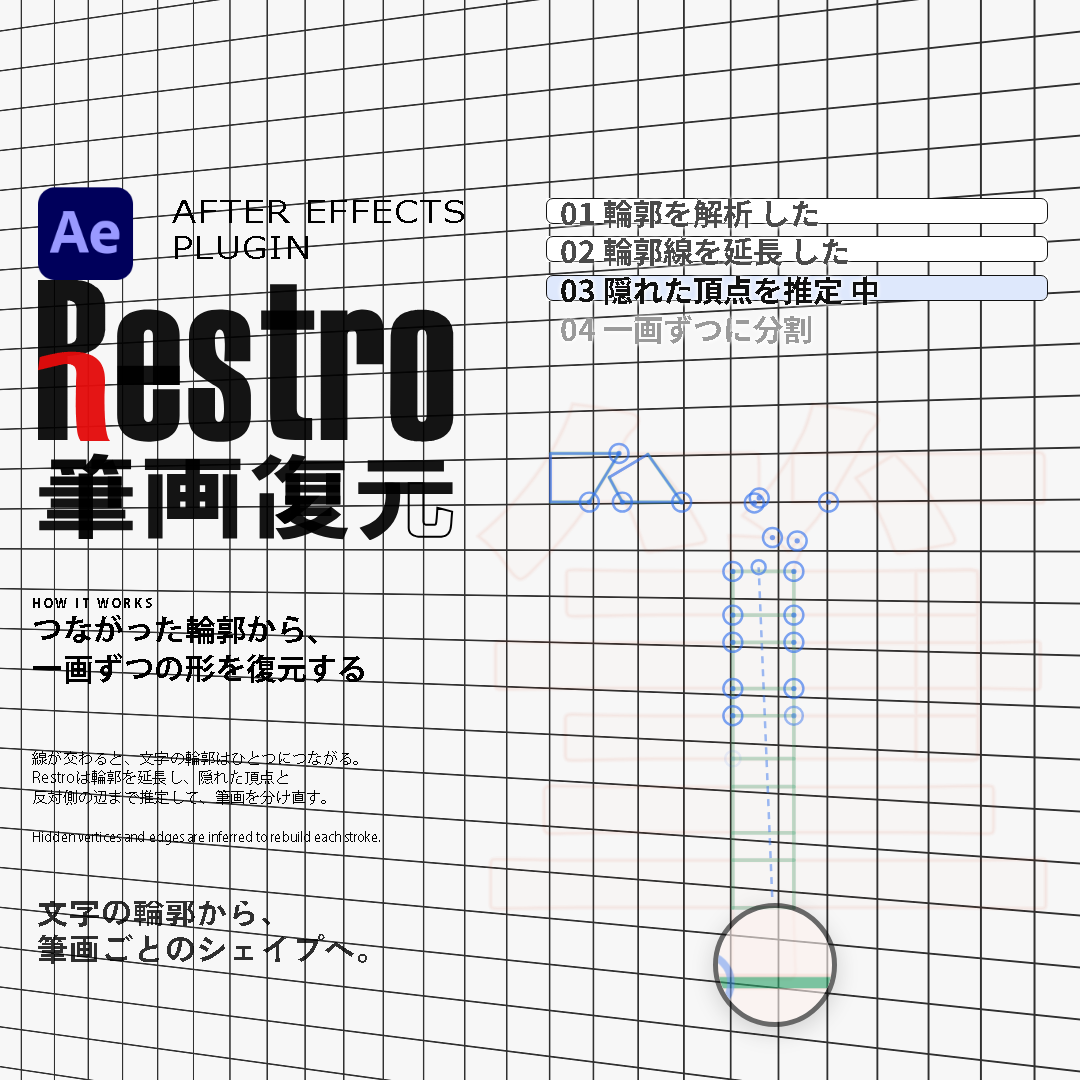 Ae
AFTER EFFECTS
PLUGIN
Restro
筆画復元
HOW IT WORKS
つながった輪郭から、
一画ずつの形を復元する
線が交わると、文字の輪郭はひとつにつながる。
Restroは輪郭を延長し、隠れた頂点と
反対側の辺まで推定して、筆画を分け直す。
Hidden vertices and edges are inferred to rebuild each stroke.
文字の輪郭から、
筆画ごとのシェイプへ。
01 輪郭を解析 した
02 輪郭線を延長 した
03 隠れた頂点を推定 中
04 一画ずつに分割
筆